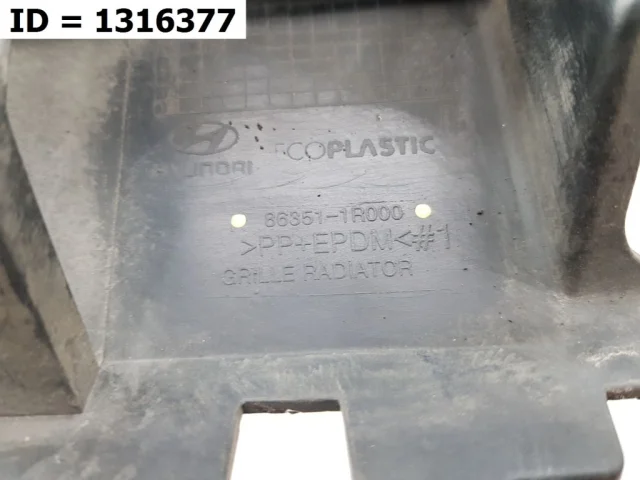 ID = 1316377
HYUNDAI ECOPLASTIC
86351-1R000
>PP+EPDM<#1
GRILLE RADIATOR